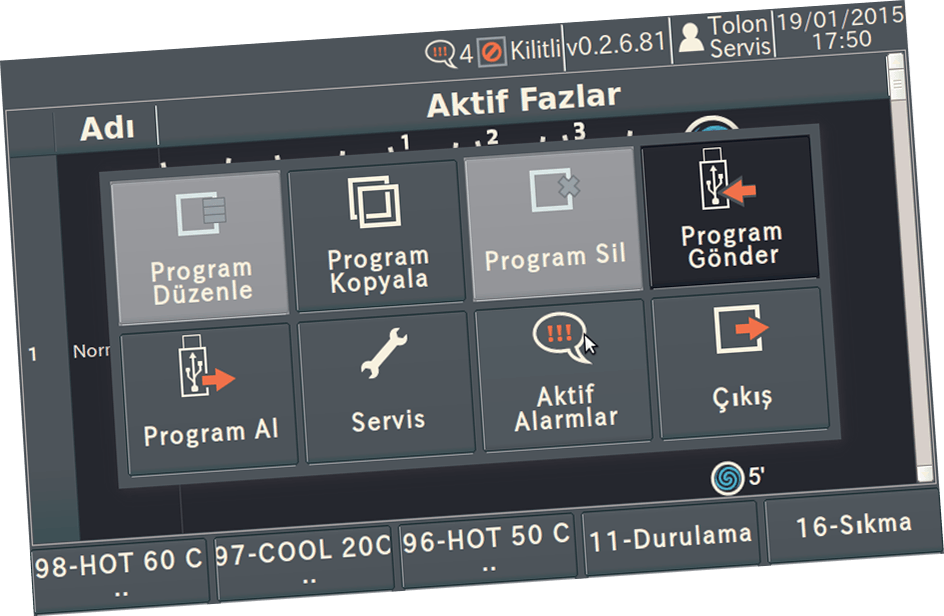 4 Kilitli v0.2.6.81 Tolon Servis 19/01/2015 17:50
Adı Aktif Fazlar
1 2 3
Program Düzenle
Program Kopyala
Program Sil
Program Gönder
1
Program Al
Servis
!!!
Aktif Alarmlar
Çıkış
5'
98-HOT 60 C ..
97-COOL 20C ..
96-HOT 50 C ..
11-Durulama
16-Sıkma